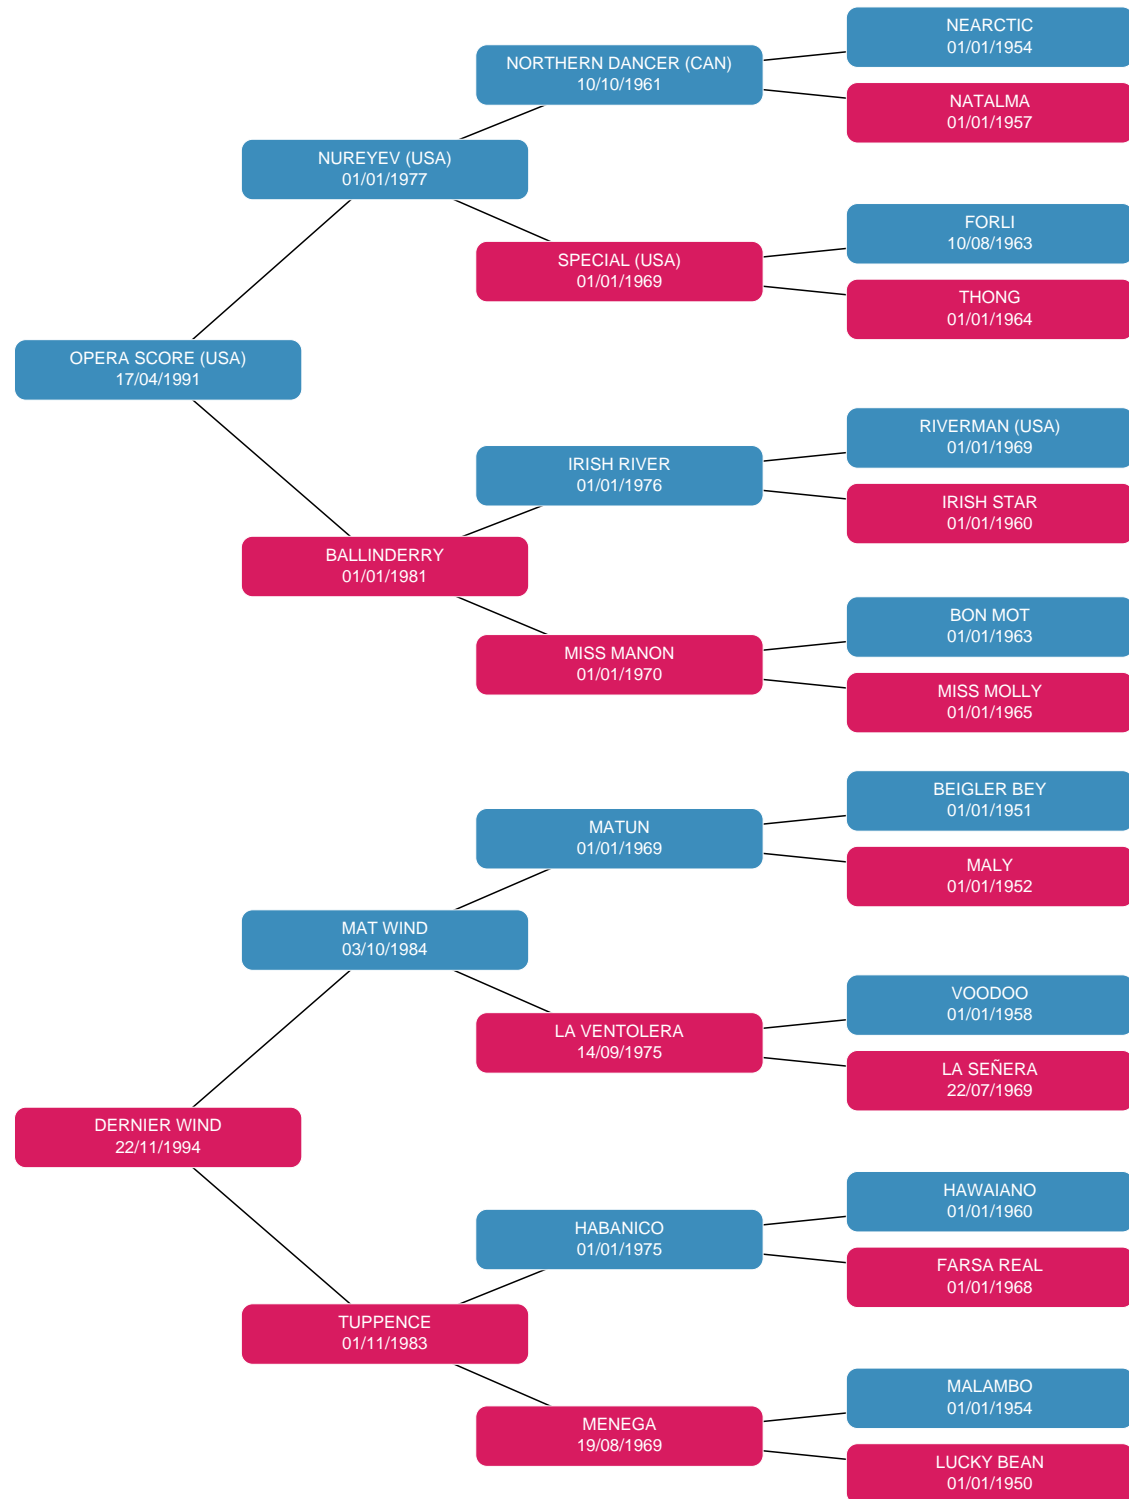 NEARCTIC
01/01/1954
NORTHERN DANCER (CAN)
10/10/1961
NATALMA
01/01/1957
NUREYEV (USA)
01/01/1977
FORLI
10/08/1963
SPECIAL (USA)
01/01/1969
THONG
01/01/1964
OPERA SCORE (USA)
17/04/1991
RIVERMAN (USA)
01/01/1969
IRISH RIVER
01/01/1976
IRISH STAR
01/01/1960
BALLINDERRY
01/01/1981
BON MOT
01/01/1963
MISS MANON
01/01/1970
MISS MOLLY
01/01/1965
BEIGLER BEY
01/01/1951
MATUN
01/01/1969
MALY
01/01/1952
MAT WIND
03/10/1984
VOODOO
01/01/1958
LA VENTOLERA
14/09/1975
LA SEÑERA
22/07/1969
DERNIER WIND
22/11/1994
HAWAIANO
01/01/1960
HABANICO
01/01/1975
FARSA REAL
01/01/1968
TUPPENCE
01/11/1983
MALAMBO
01/01/1954
MENEGA
19/08/1969
LUCKY BEAN
01/01/1950